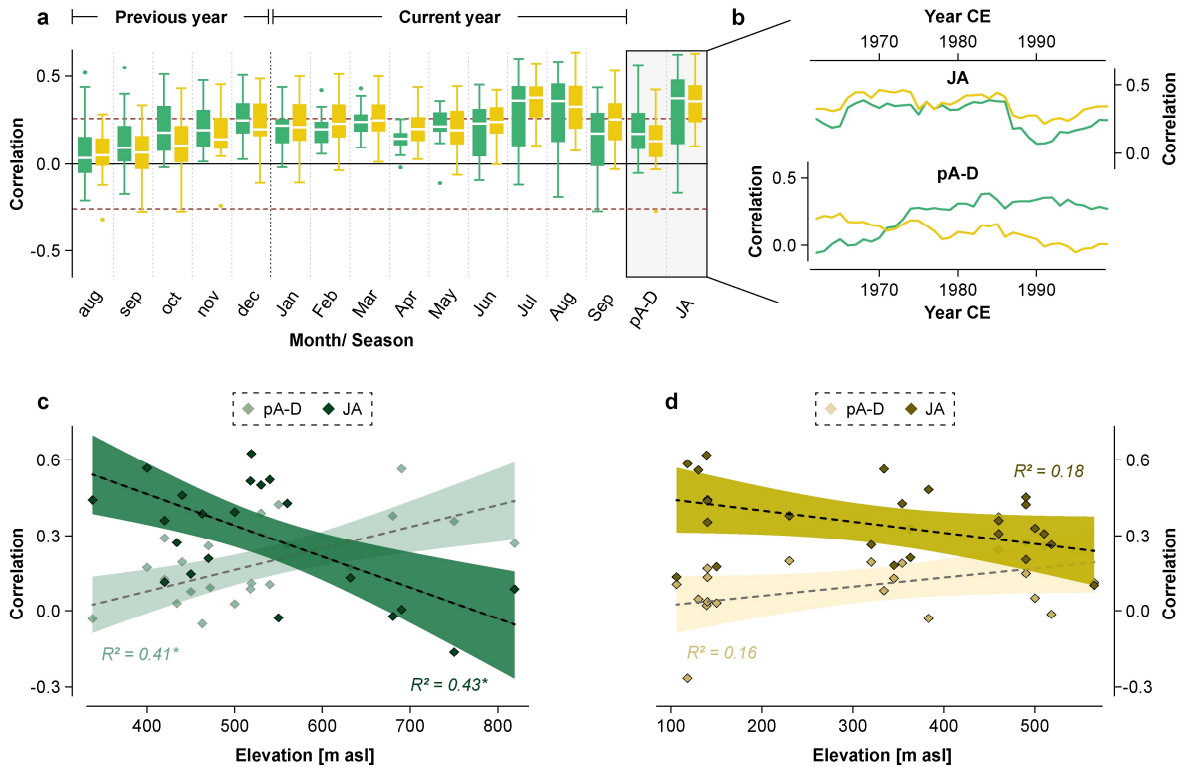 a
Previous year
Current year
Correlation
0.5
0.0
-0.5
aug
sep
oct
nov
dec
Jan
Feb
Mar
Apr
May
Jun
Jul
Aug
Sep
pA-D
JA
Month/ Season
b
Year CE
1970 1980 1990
JA
0.5
0.0
Correlation
pA-D
0.5
0.0
Correlation
1970 1980 1990
Year CE
c
pA-D JA
Correlation
0.6
0.3
0.0
-0.3
R² = 0.41*
R² = 0.43*
400 500 600 700 800
Elevation [m asl]
d
pA-D JA
R² = 0.18
R² = 0.16
0.6
0.3
0.0
-0.3
Correlation
100 200 300 400 500
Elevation [m asl]